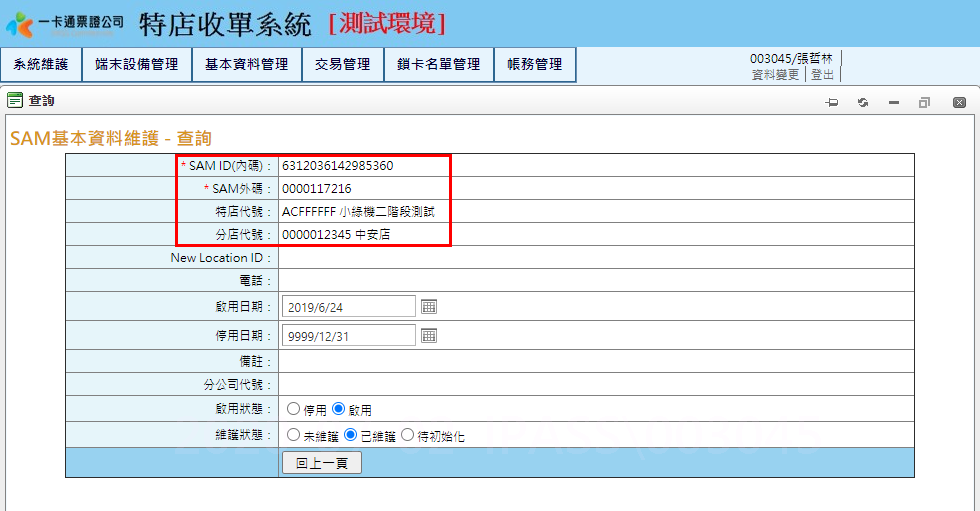 一卡通票證公司 特店收單系統 [測試環境]
系統維護 端末設備管理 基本資料管理 交易管理 鎖卡名單管理 帳務管理
003045/張哲林
資料變更 登出
查詢
SAM基本資料維護 - 查詢
* SAM ID(內碼) : 6312036142985360
* SAM外碼 : 0000117216
特店代號 : ACFFFFFF 小綠機二階段測試
分店代號 : 0000012345 中安店
New Location ID :
電話 :
啟用日期 : 2019/6/24
停用日期 : 9999/12/31
備註 :
分公司代號 :
啟用狀態 : 停用 啟用
維護狀態 : 未維護 已維護 待初始化
回上一頁